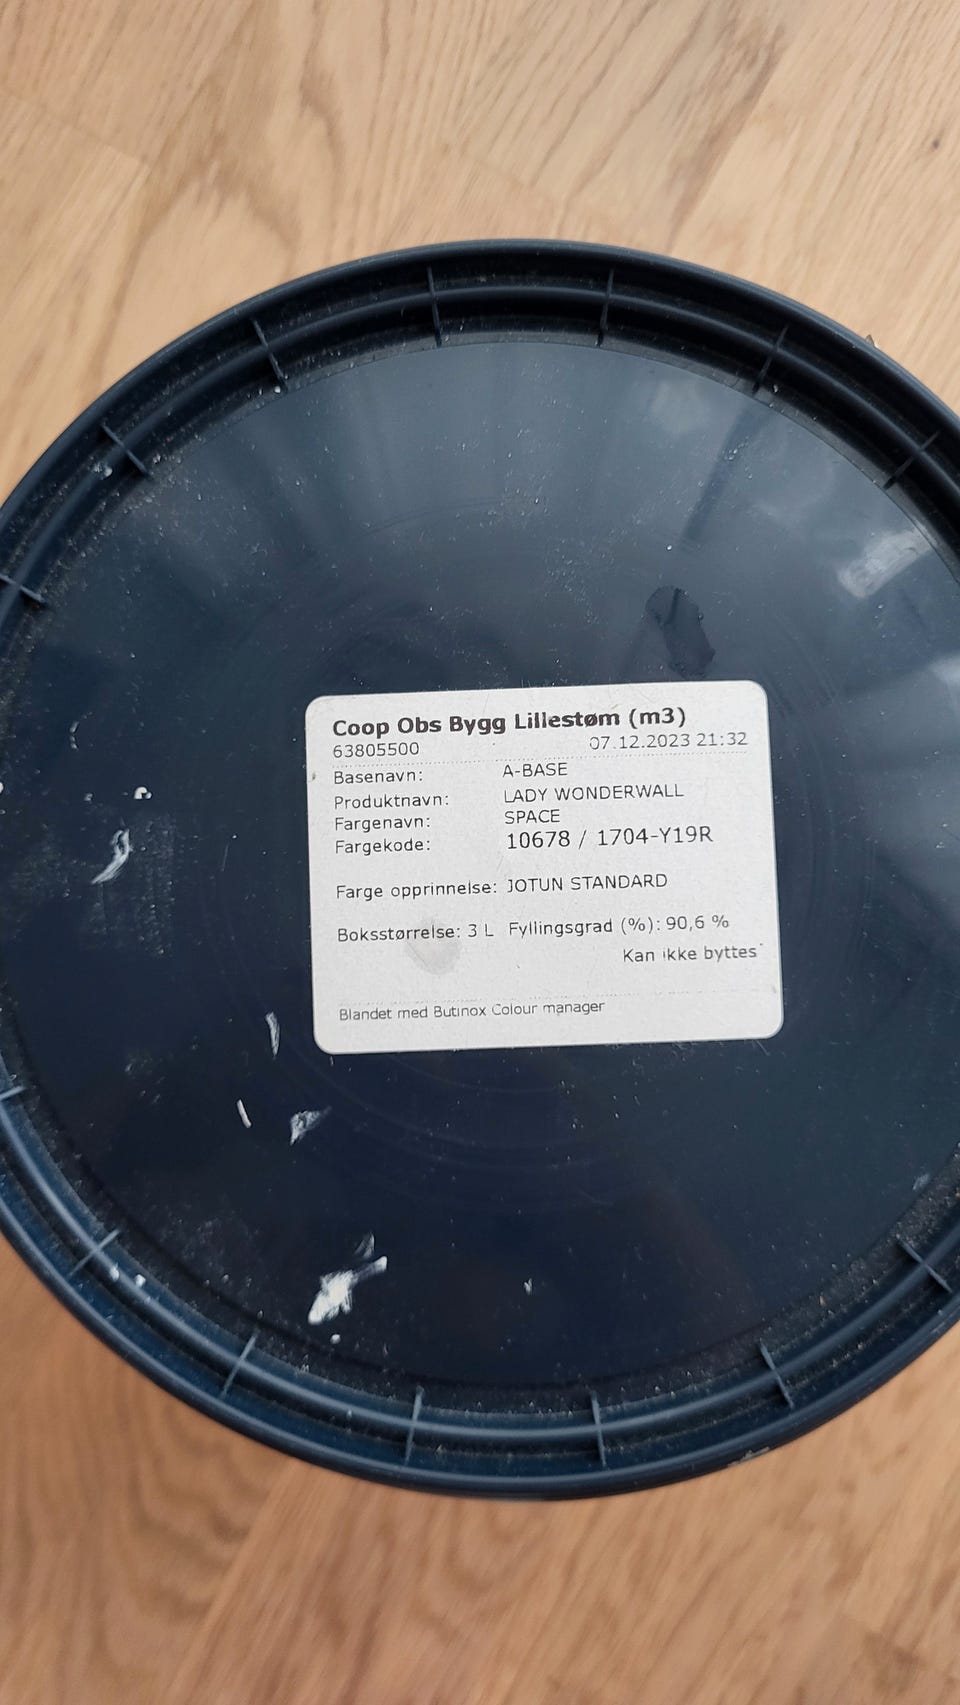 Coop Obs Bygg Lillestøm (m3)
63805500 07.12.2023 21:32
Basenavn: A-BASE
Produktnavn: LADY WONDERWALL
Fargenavn: SPACE
Fargekode: 10678 / 1704-Y19R
Farge opprinnelse: JOTUN STANDARD
Boksstørrelse: 3 L Fyllingsgrad (%): 90,6 %
Kan ikke byttes
Blandet med Butinox Colour manager